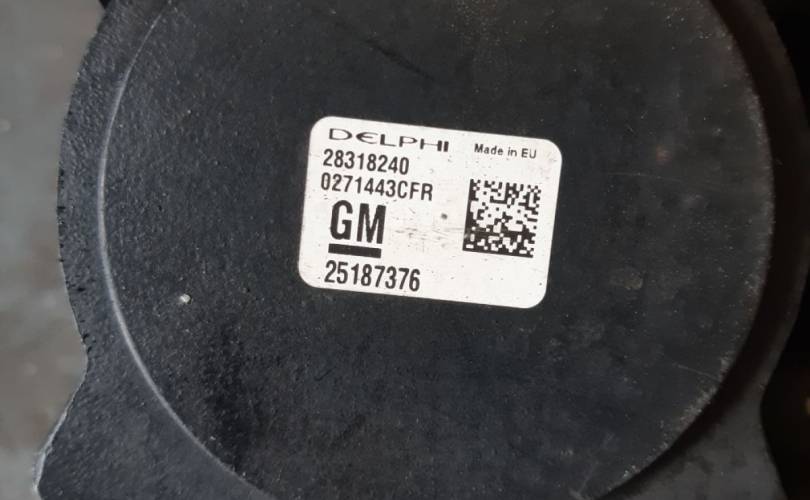 DELPHI Made in EU
28318240
0271443CFR
GM
25187376